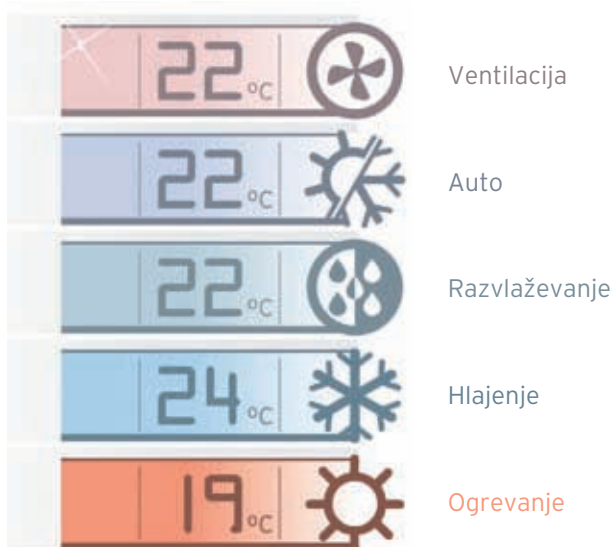 22 °C Ventilacija
22 °C Auto
22 °C Razvlaževanje
24 °C Hlajenje
19 °C Ogrevanje